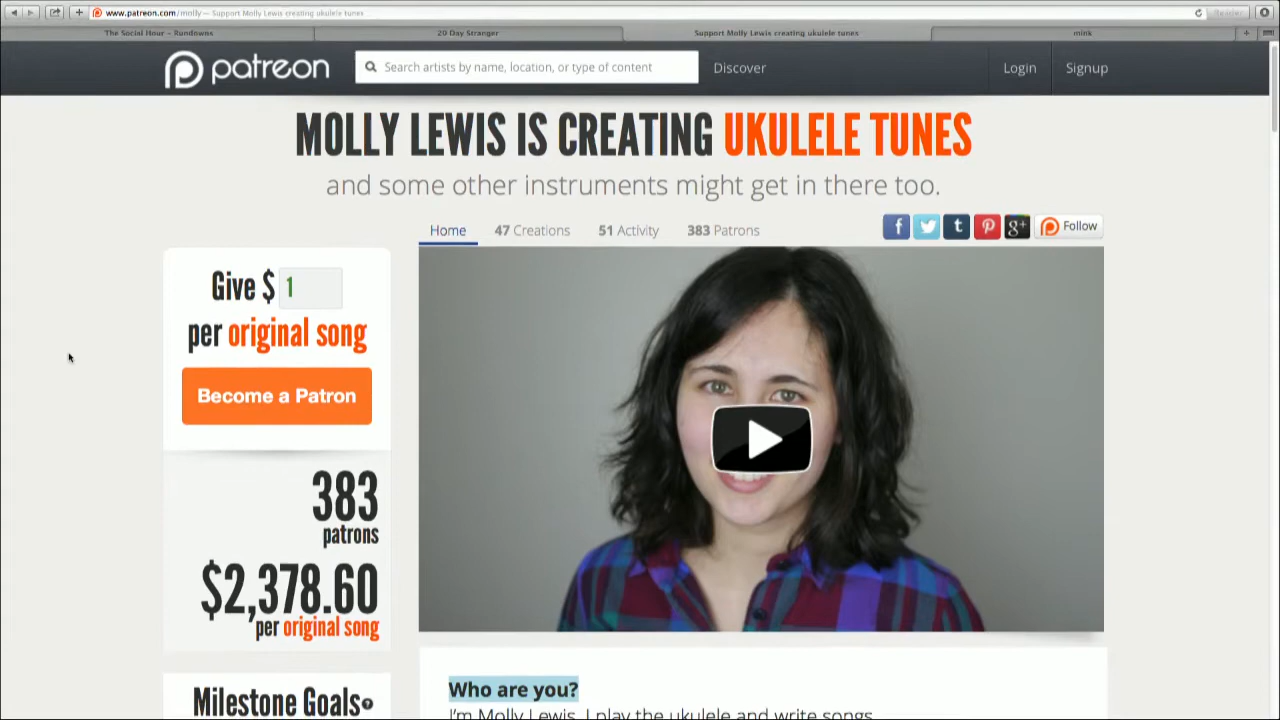 www.patreon.com/molly — Support Molly Lewis creating ukulele tunes
Reader
The Social Hour – Rundowns
20 Day Stranger
Support Molly Lewis creating ukulele tunes
mink
patreon
Search artists by name, location, or type of content
Discover
Login
Signup
MOLLY LEWIS IS CREATING UKULELE TUNES
and some other instruments might get in there too.
Home
47 Creations
51 Activity
383 Patrons
f
t
g+
Follow
Give $ 1
per original song
Become a Patron
383
patrons
$2,378.60
per original song
Milestone Goals
Who are you?
I'm Molly Lewis. I play the ukulele and write songs